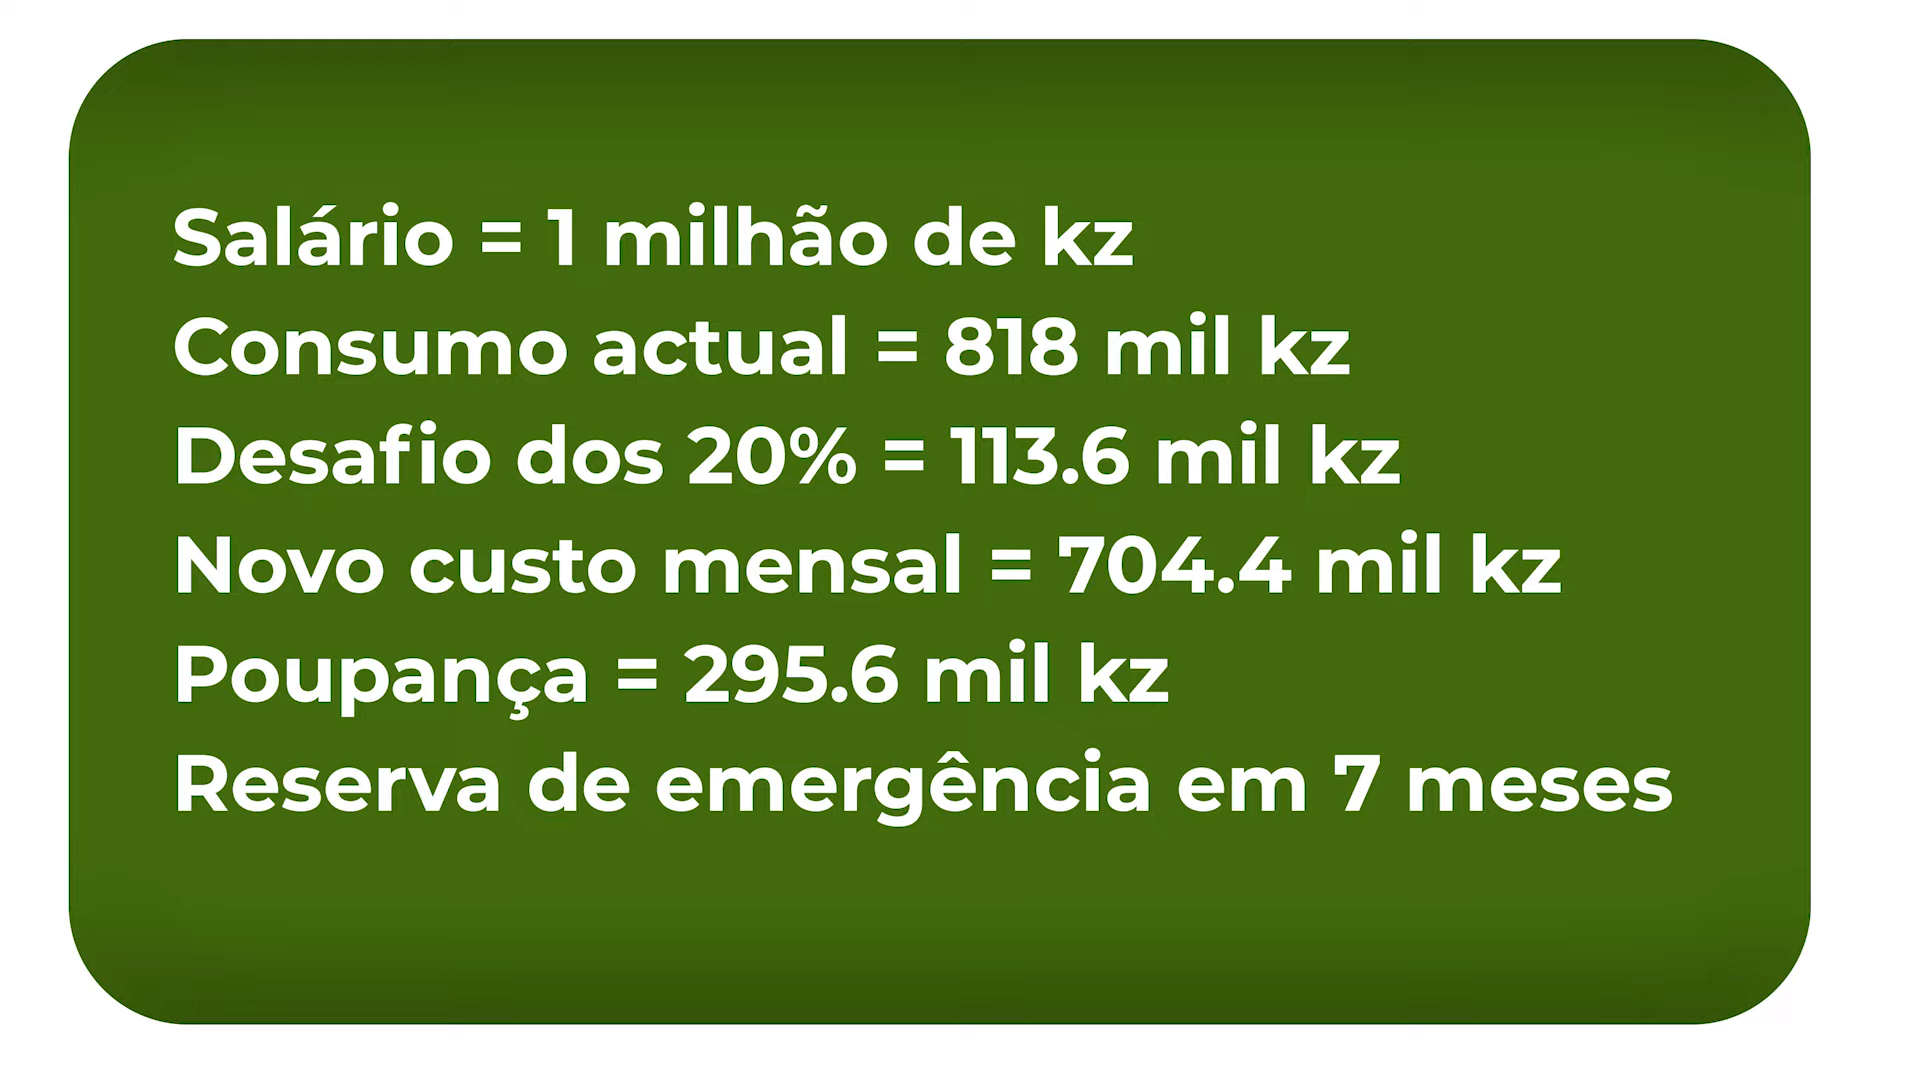 Salário = 1 milhão de kz
Consumo actual = 818 mil kz
Desafio dos 20% = 113.6 mil kz
Novo custo mensal = 704.4 mil kz
Poupança = 295.6 mil kz
Reserva de emergência em 7 meses